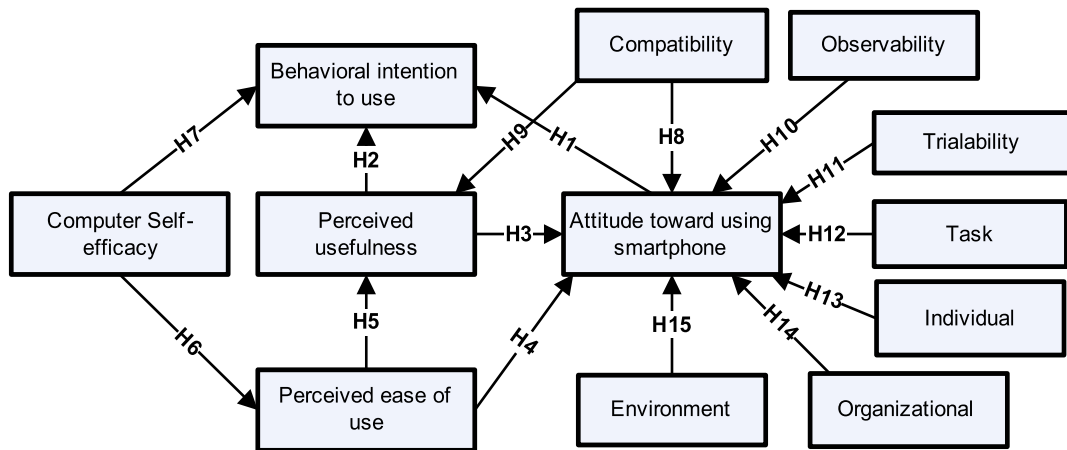 Compatibility
Observability
Behavioral intention
to use
H7
H9
H1
H8
H10
Trialability
H11
H2
Computer Self-
efficacy
Perceived
usefulness
H3
Attitude toward using
smartphone
H12
Task
H13
Individual
H5
H6
H4
H15
H14
Perceived ease of
use
Environment
Organizational